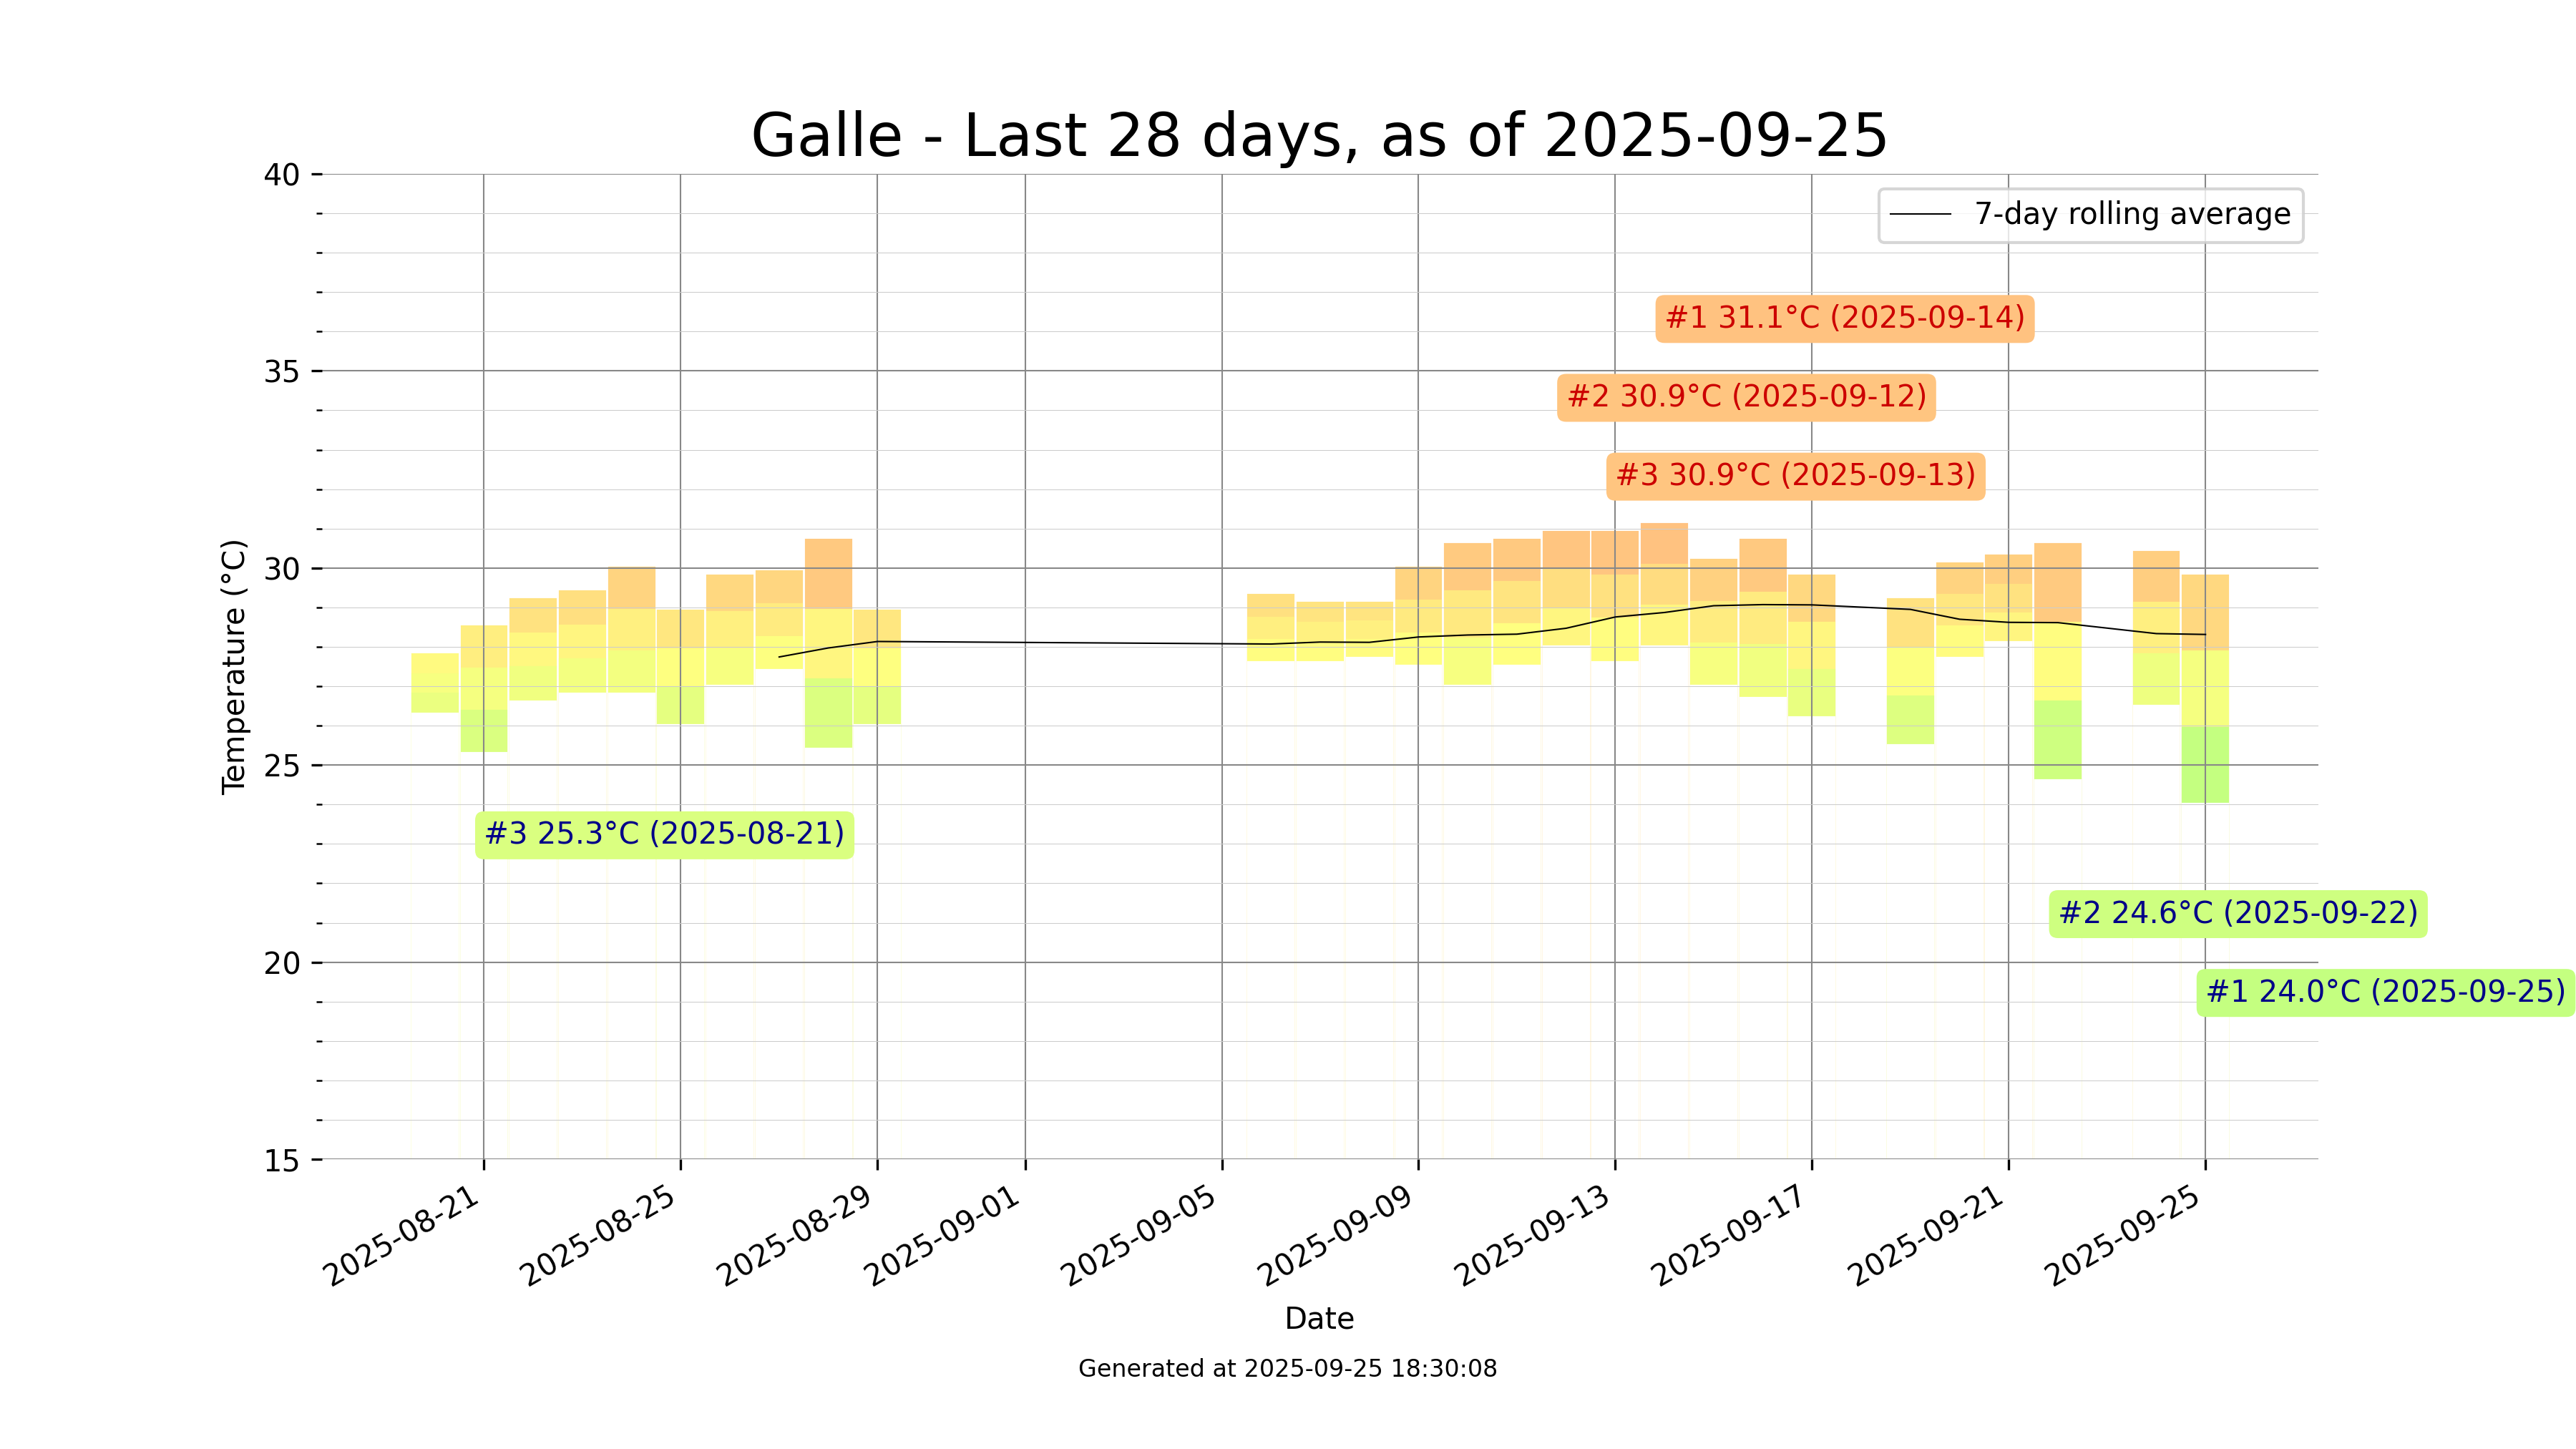 Galle - Last 28 days, as of 2025-09-25
40
7-day rolling average
#1 31.1°C (2025-09-14)
35
#2 30.9°C (2025-09-12)
#3 30.9°C (2025-09-13)
30
Temperature (°C)
25
#3 25.3°C (2025-08-21)
#2 24.6°C (2025-09-22)
20
#1 24.0°C (2025-09-25)
15
2025-08-21
2025-08-25
2025-08-29
2025-09-01
2025-09-05
2025-09-09
2025-09-13
2025-09-17
2025-09-21
2025-09-25
Date
Generated at 2025-09-25 18:30:08